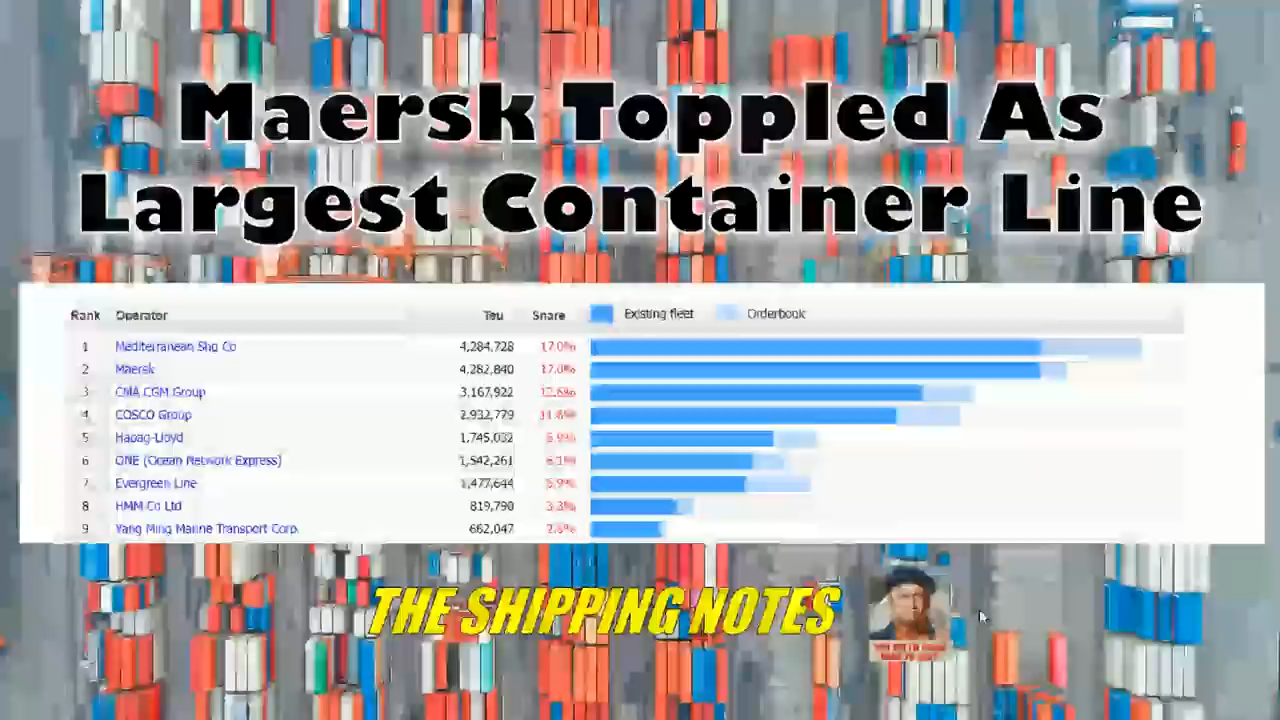 Maersk Toppled As
Largest Container Line
Rank Operator Teu Share Existing fleet Orderbook
1 Mediterranean Shg Co 4,284,728 17.0%
2 Maersk 4,282,840 17.0%
3 CMA CGM Group 3,167,922 12.6%
4 COSCO Group 2,932,779 11.6%
5 Hapag-Lloyd 1,745,032 6.9%
6 ONE (Ocean Network Express) 1,542,261 6.1%
7 Evergreen Line 1,477,644 5.9%
8 HMM Co Ltd 819,790 3.3%
9 Yang Ming Marine Transport Corp. 662,047 2.6%
THE SHIPPING NOTES